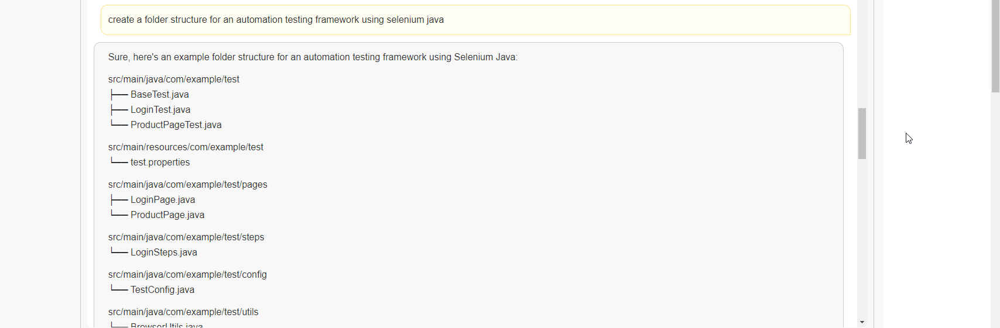 create a folder structure for an automation testing framework using selenium java
Sure, here's an example folder structure for an automation testing framework using Selenium Java:
src/main/java/com/example/test
├── BaseTest.java
├── LoginTest.java
└── ProductPageTest.java
src/main/resources/com/example/test
└── test.properties
src/main/java/com/example/test/pages
├── LoginPage.java
└── ProductPage.java
src/main/java/com/example/test/steps
└── LoginSteps.java
src/main/java/com/example/test/config
└── TestConfig.java
src/main/java/com/example/test/utils
└── BrowserUtils.java